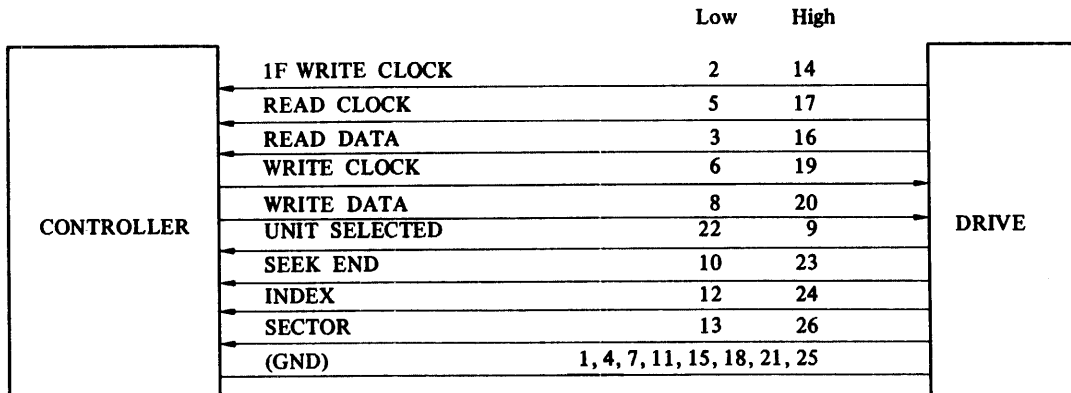 Low High
1F WRITE CLOCK 2 14
READ CLOCK 5 17
READ DATA 3 16
WRITE CLOCK 6 19
WRITE DATA 8 20
CONTROLLER UNIT SELECTED 22 9 DRIVE
SEEK END 10 23
INDEX 12 24
SECTOR 13 26
(GND) 1, 4, 7, 11, 15, 18, 21, 25